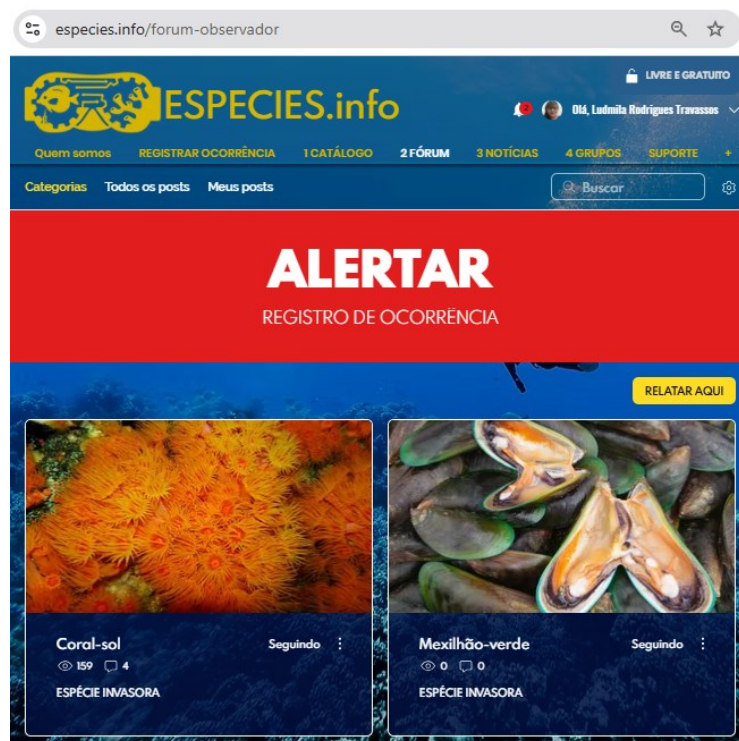 especies.info/forum-observador
LIVRE E GRATUITO
ESPECIES.info
2
Olá, Ludmila Rodrigues Travassos
Quem somos REGISTRAR OCORRÊNCIA 1 CATÁLOGO 2 FÓRUM 3 NOTÍCIAS 4 GRUPOS SUPORTE +
Categorias Todos os posts Meus posts Buscar
ALERTAR
REGISTRO DE OCORRÊNCIA
RELATAR AQUI
Coral-sol Seguindo
159 4
ESPÉCIE INVASORA
Mexilhão-verde Seguindo
0 0
ESPÉCIE INVASORA